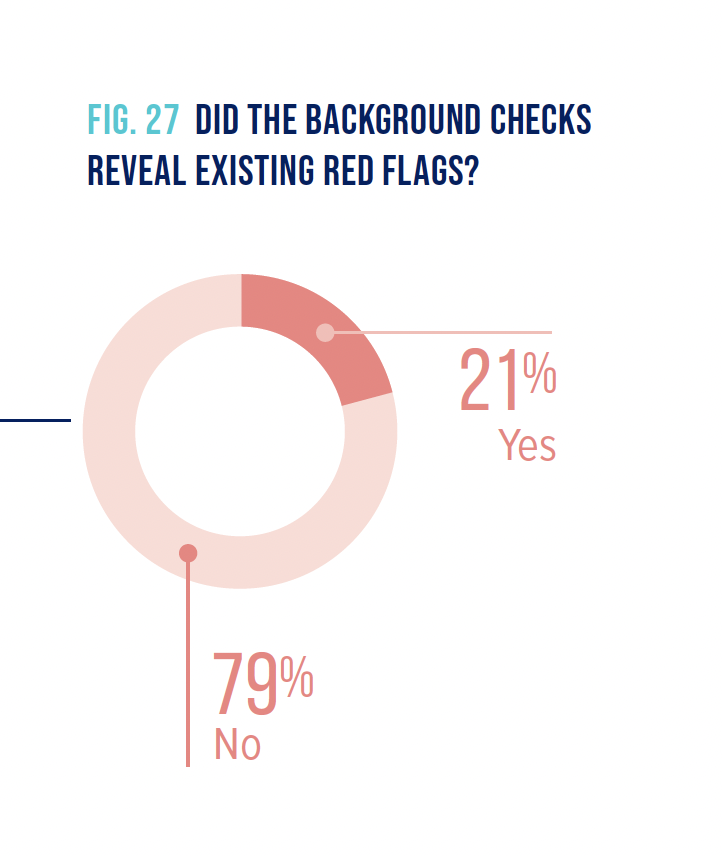 FIG. 27 DID THE BACKGROUND CHECKS
REVEAL EXISTING RED FLAGS?
21%
Yes
79%
No